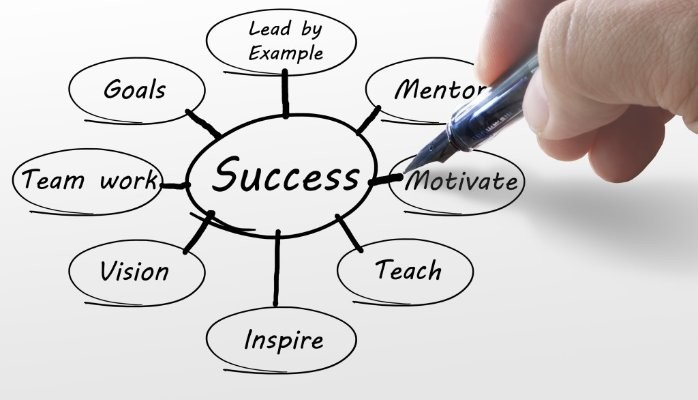 Lead by
Example
Goals
Mentor
Team work
Success
Motivate
Vision
Teach
Inspire